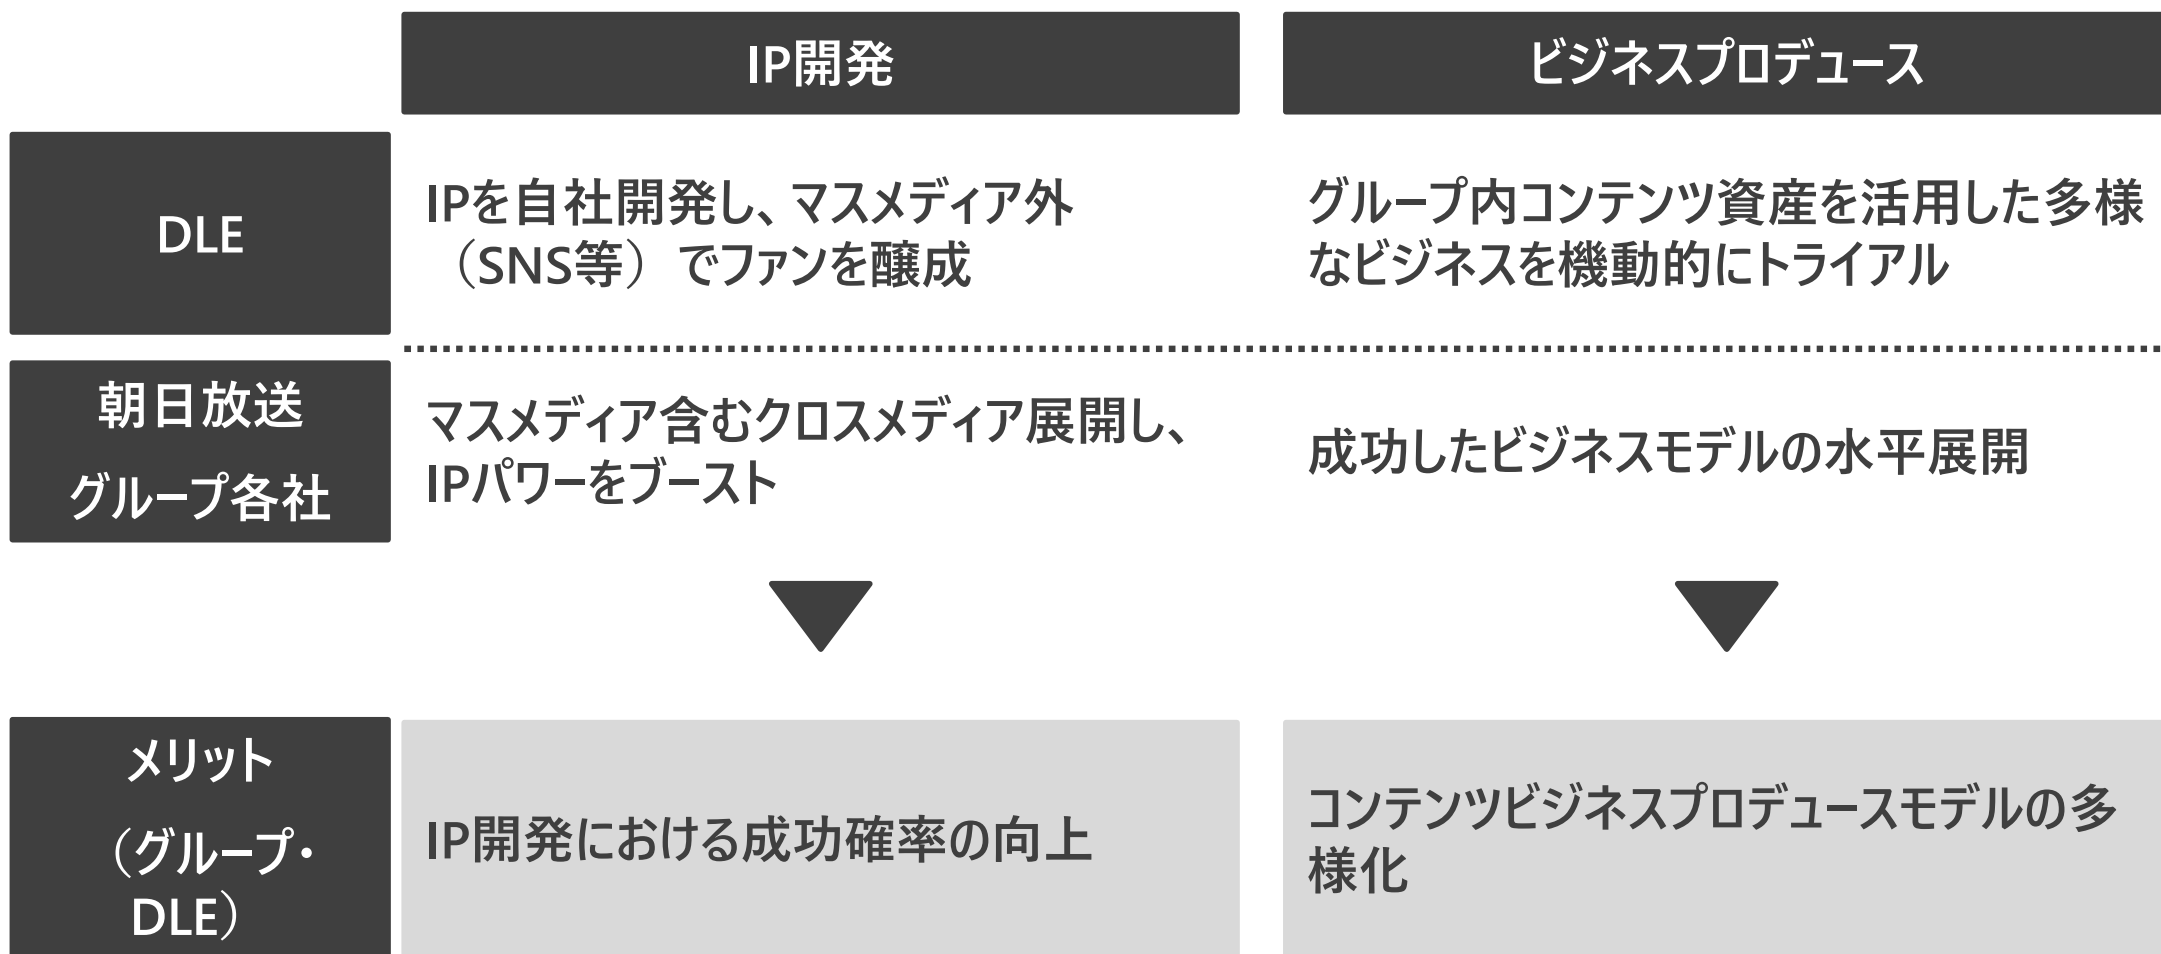 IP開発
ビジネスプロデュース
DLE
IPを自社開発し、マスメディア外
（SNS等）でファンを醸成
グループ内コンテンツ資産を活用した多様
なビジネスを機動的にトライアル
朝日放送
グループ各社
マスメディア含むクロスメディア展開し、
IPパワーをブースト
成功したビジネスモデルの水平展開
メリット
（グループ・
DLE）
IP開発における成功確率の向上
コンテンツビジネスプロデュースモデルの多
様化